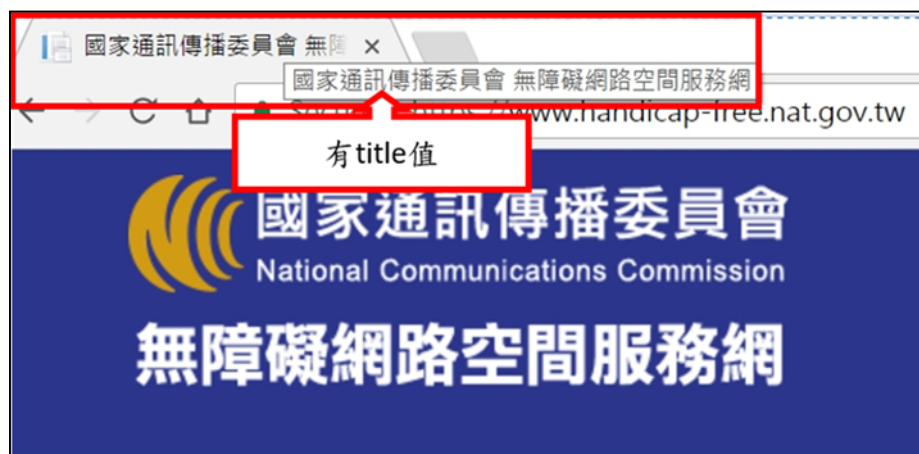 國家通訊傳播委員會 無障
國家通訊傳播委員會 無障礙網路空間服務網
www.handicap-free.nat.gov.tw
有title值
國家通訊傳播委員會
National Communications Commission
無障礙網路空間服務網